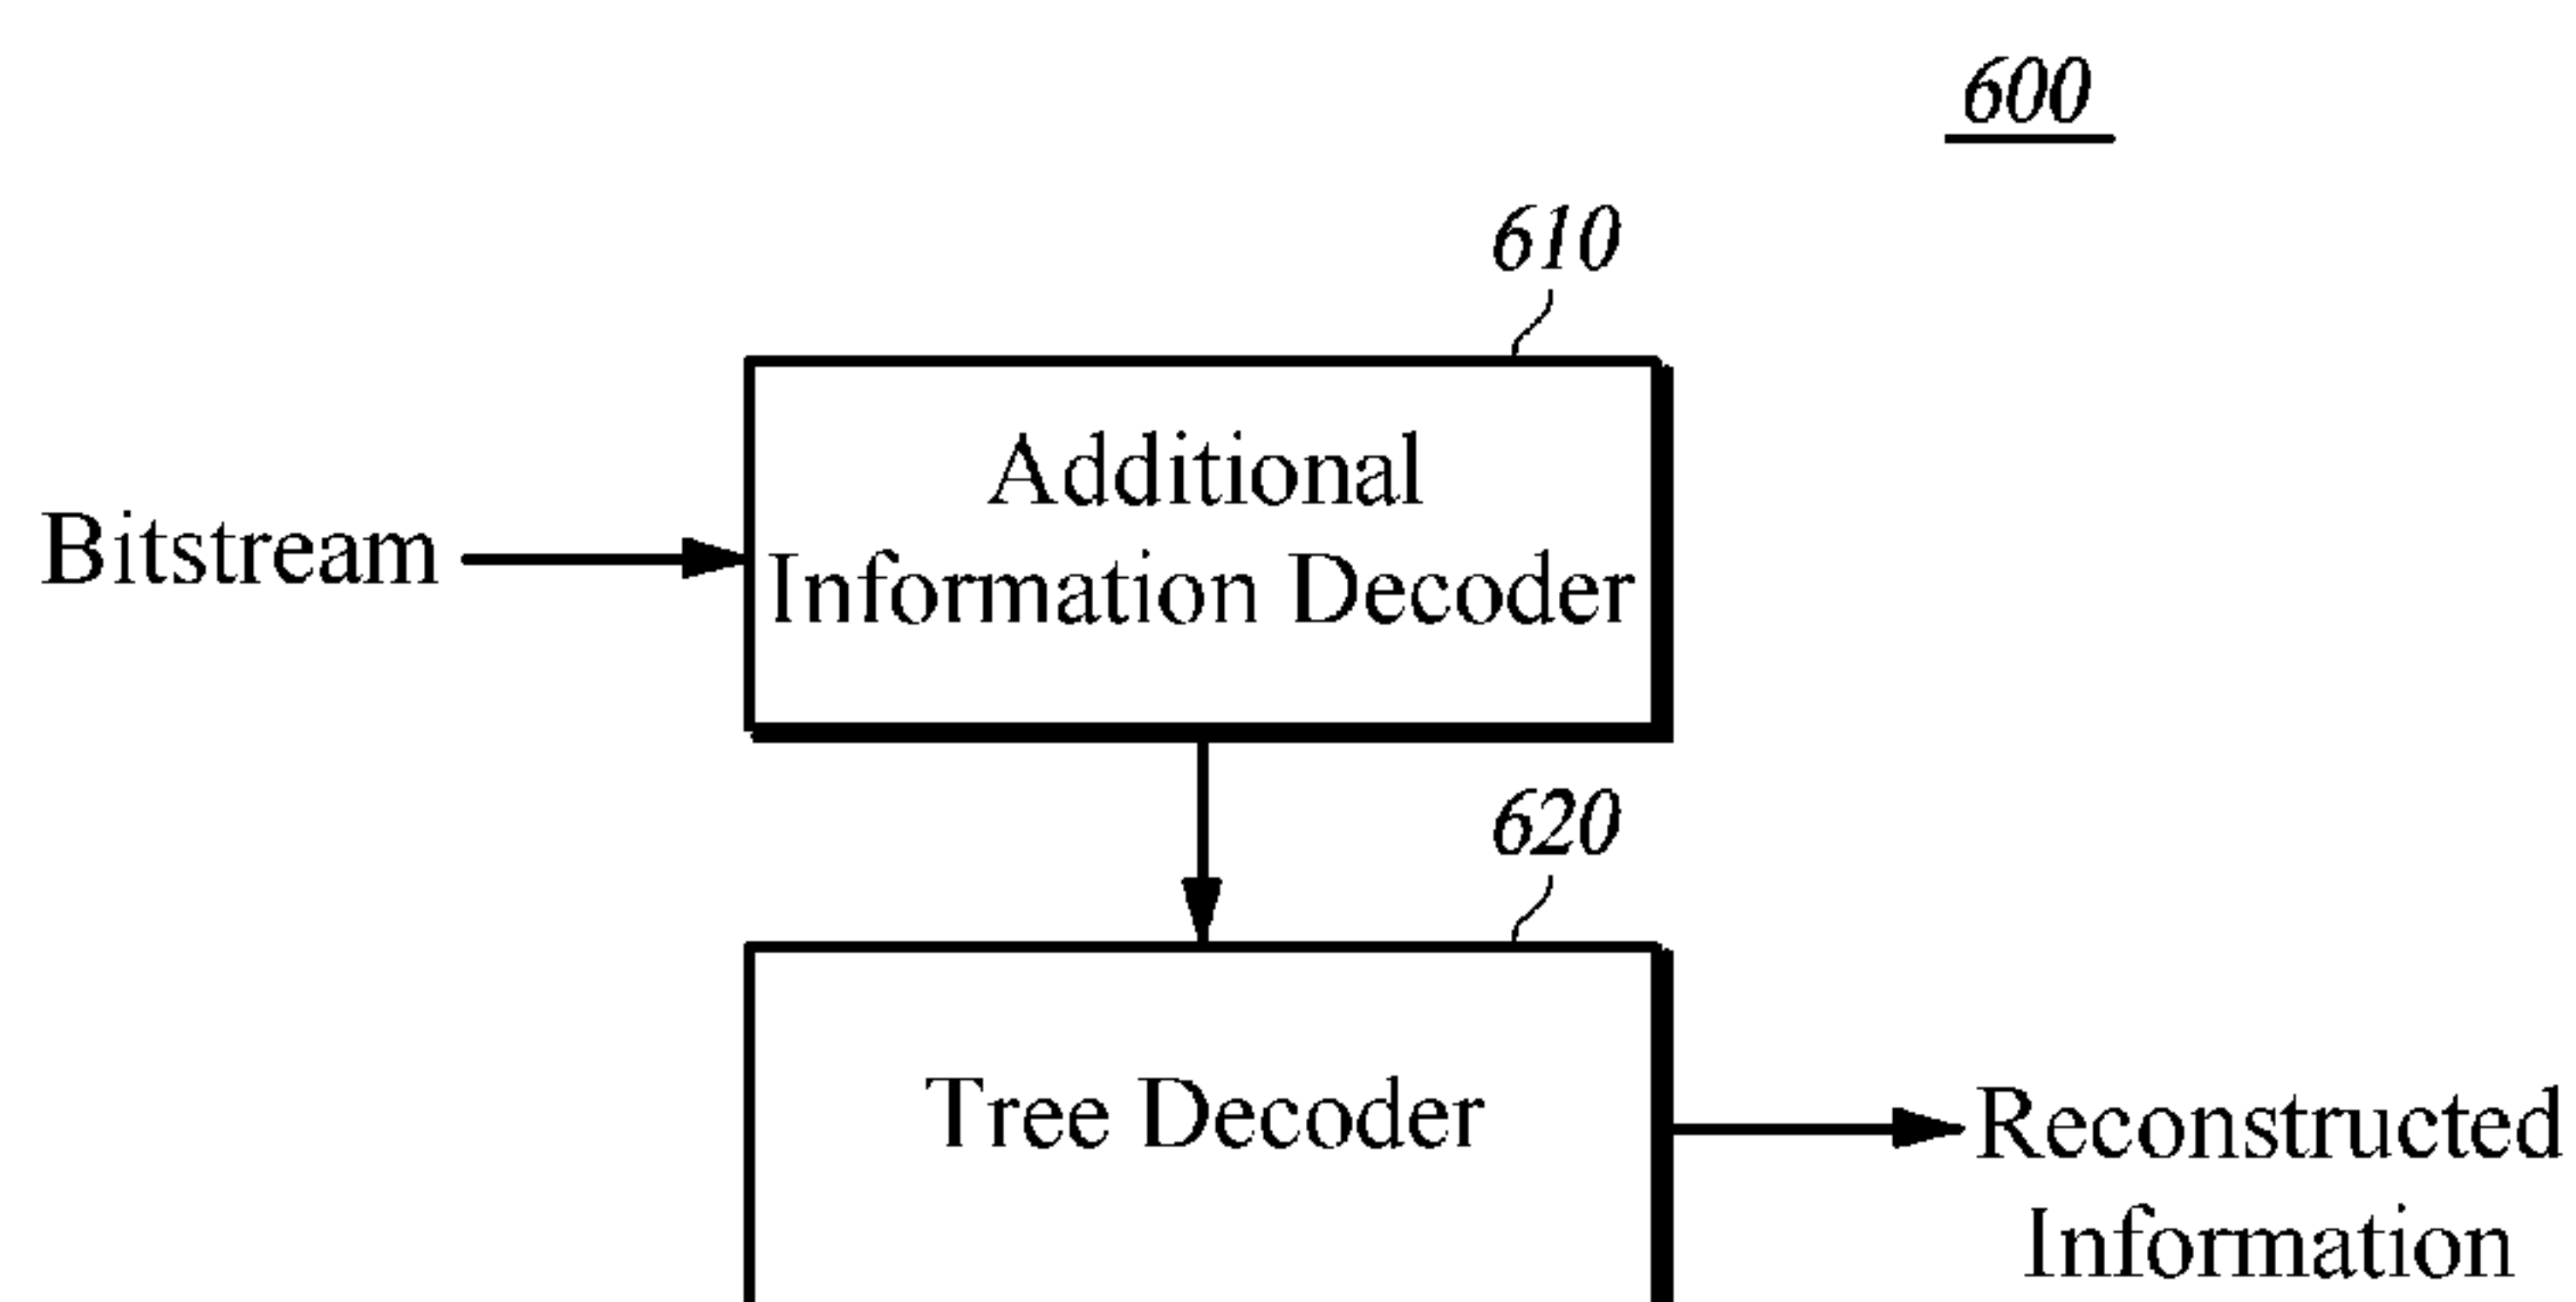 600
610
Additional
Information Decoder
Bitstream
620
Tree Decoder
Reconstructed
Information